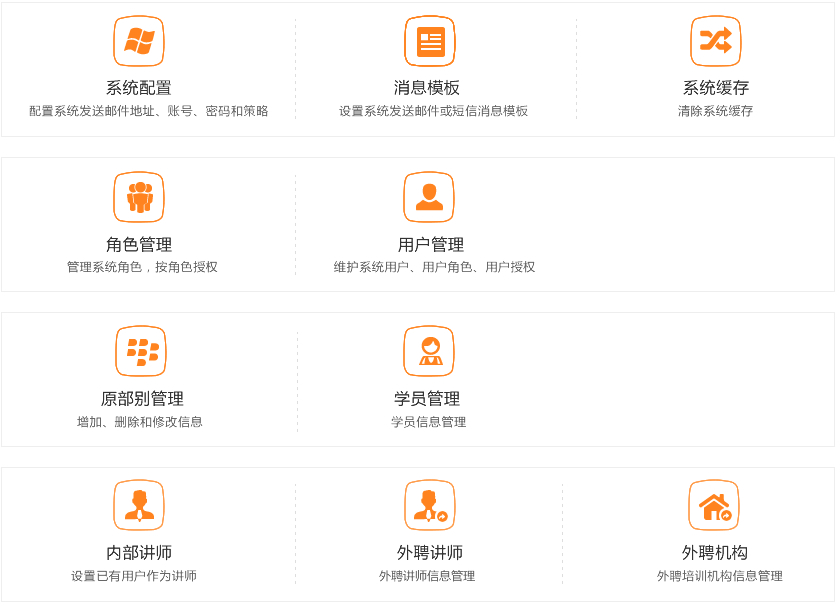 系统配置
配置系统发送邮件地址、账号、密码和策略
消息模板
设置系统发送邮件或短信消息模板
系统缓存
清除系统缓存
角色管理
管理系统角色，按角色授权
用户管理
维护系统用户、用户角色、用户授权
原部别管理
增加、删除和修改信息
学员管理
学员信息管理
内部讲师
设置已有用户作为讲师
外聘讲师
外聘讲师信息管理
外聘机构
外聘培训机构信息管理